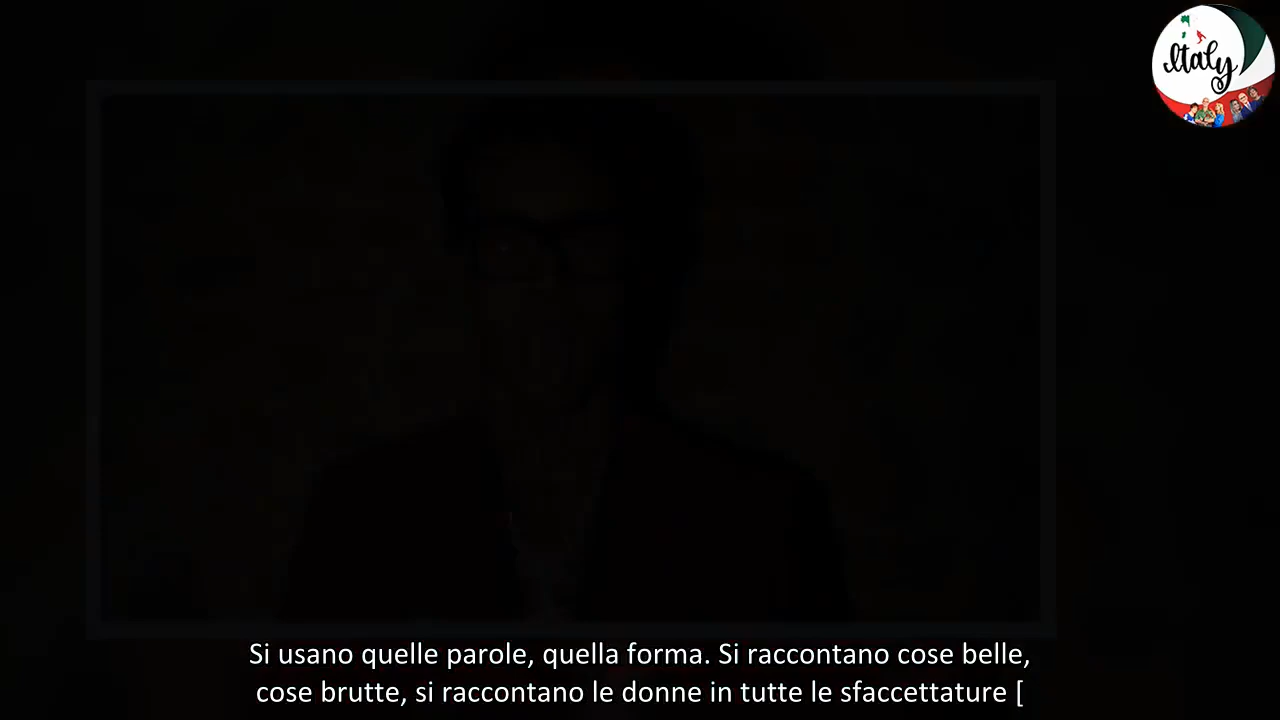 Italy
Si usano quelle parole, quella forma. Si raccontano cose belle,
cose brutte, si raccontano le donne in tutte le sfaccettature [